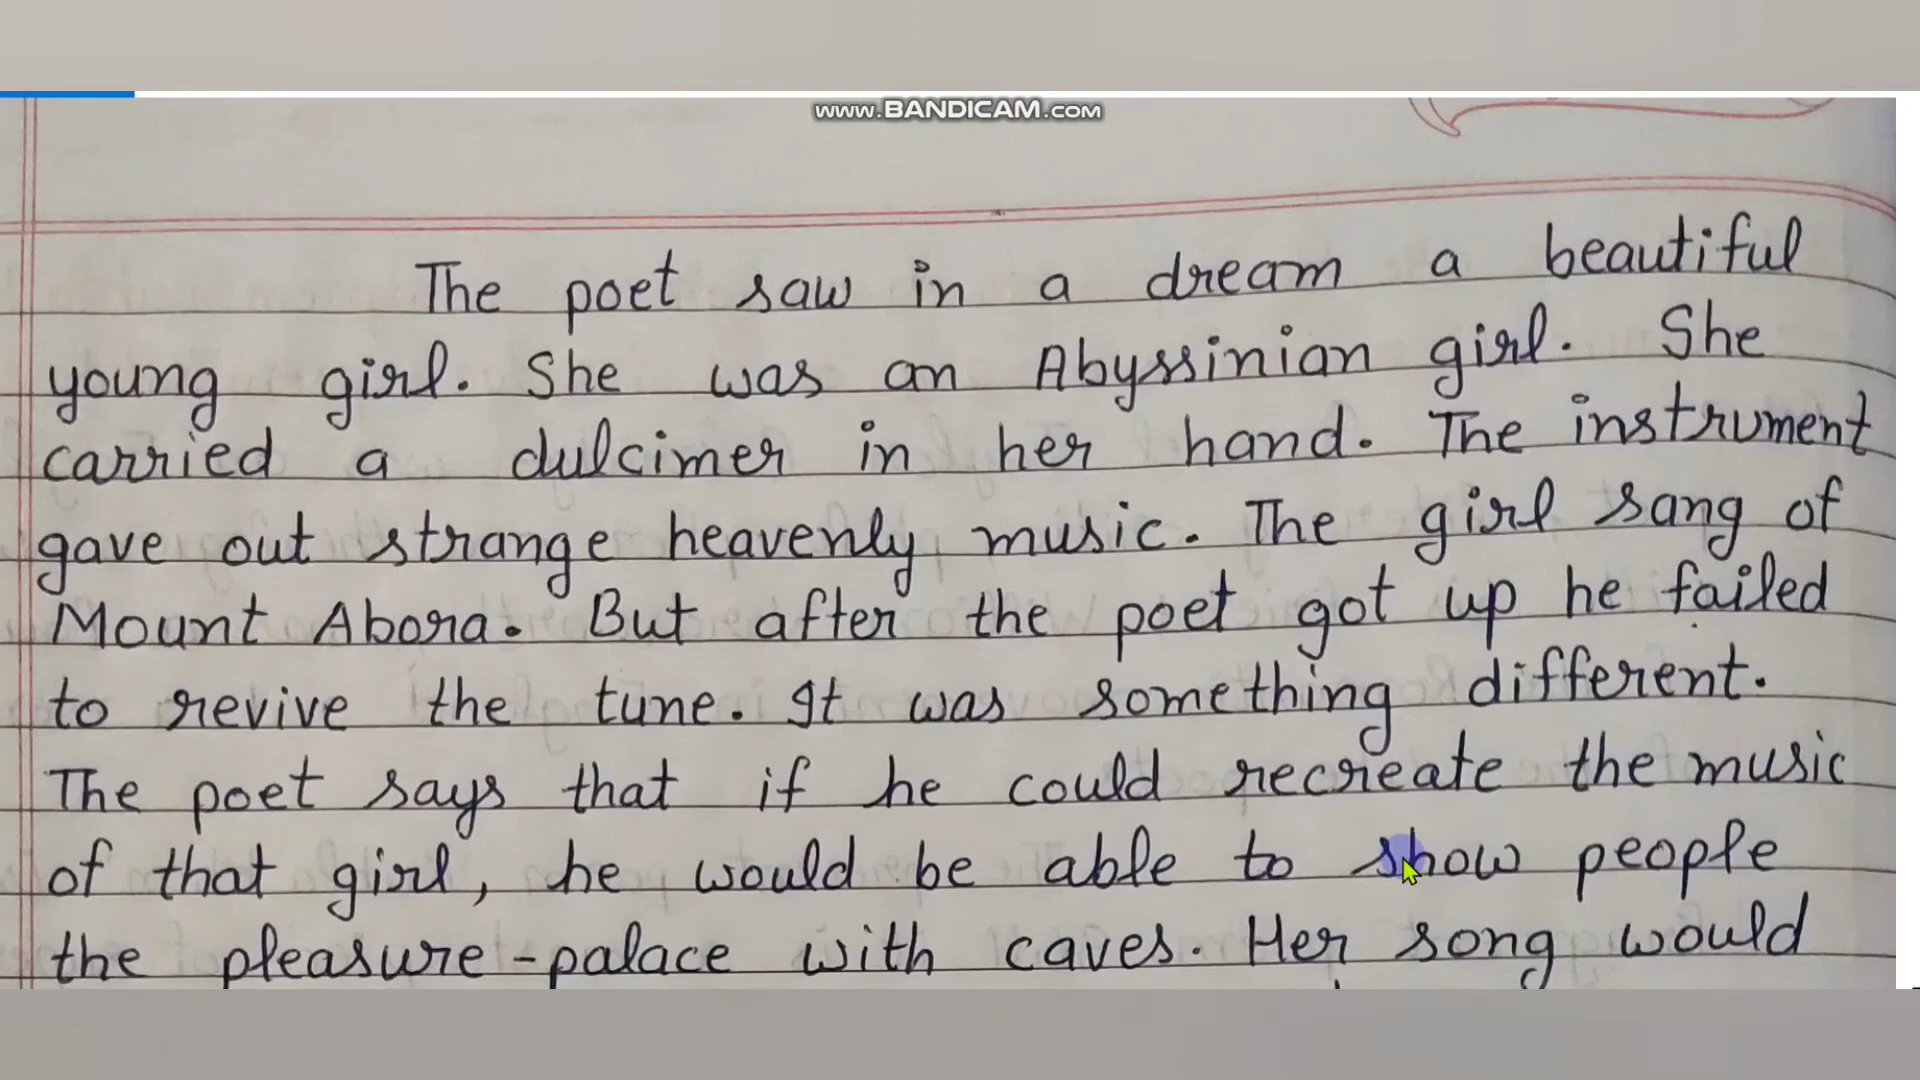 www.BANDICAM.com
The poet saw in a dream a beautiful
young girl. She was an Abyssinian girl. She
carried a dulcimer in her hand. The instrument
gave out strange heavenly music. The girl sang of
Mount Abora. But after the poet got up he failed
to revive the tune. It was something different.
The poet says that if he could recreate the music
of that girl, he would be able to show people
the pleasure-palace with caves. Her song would